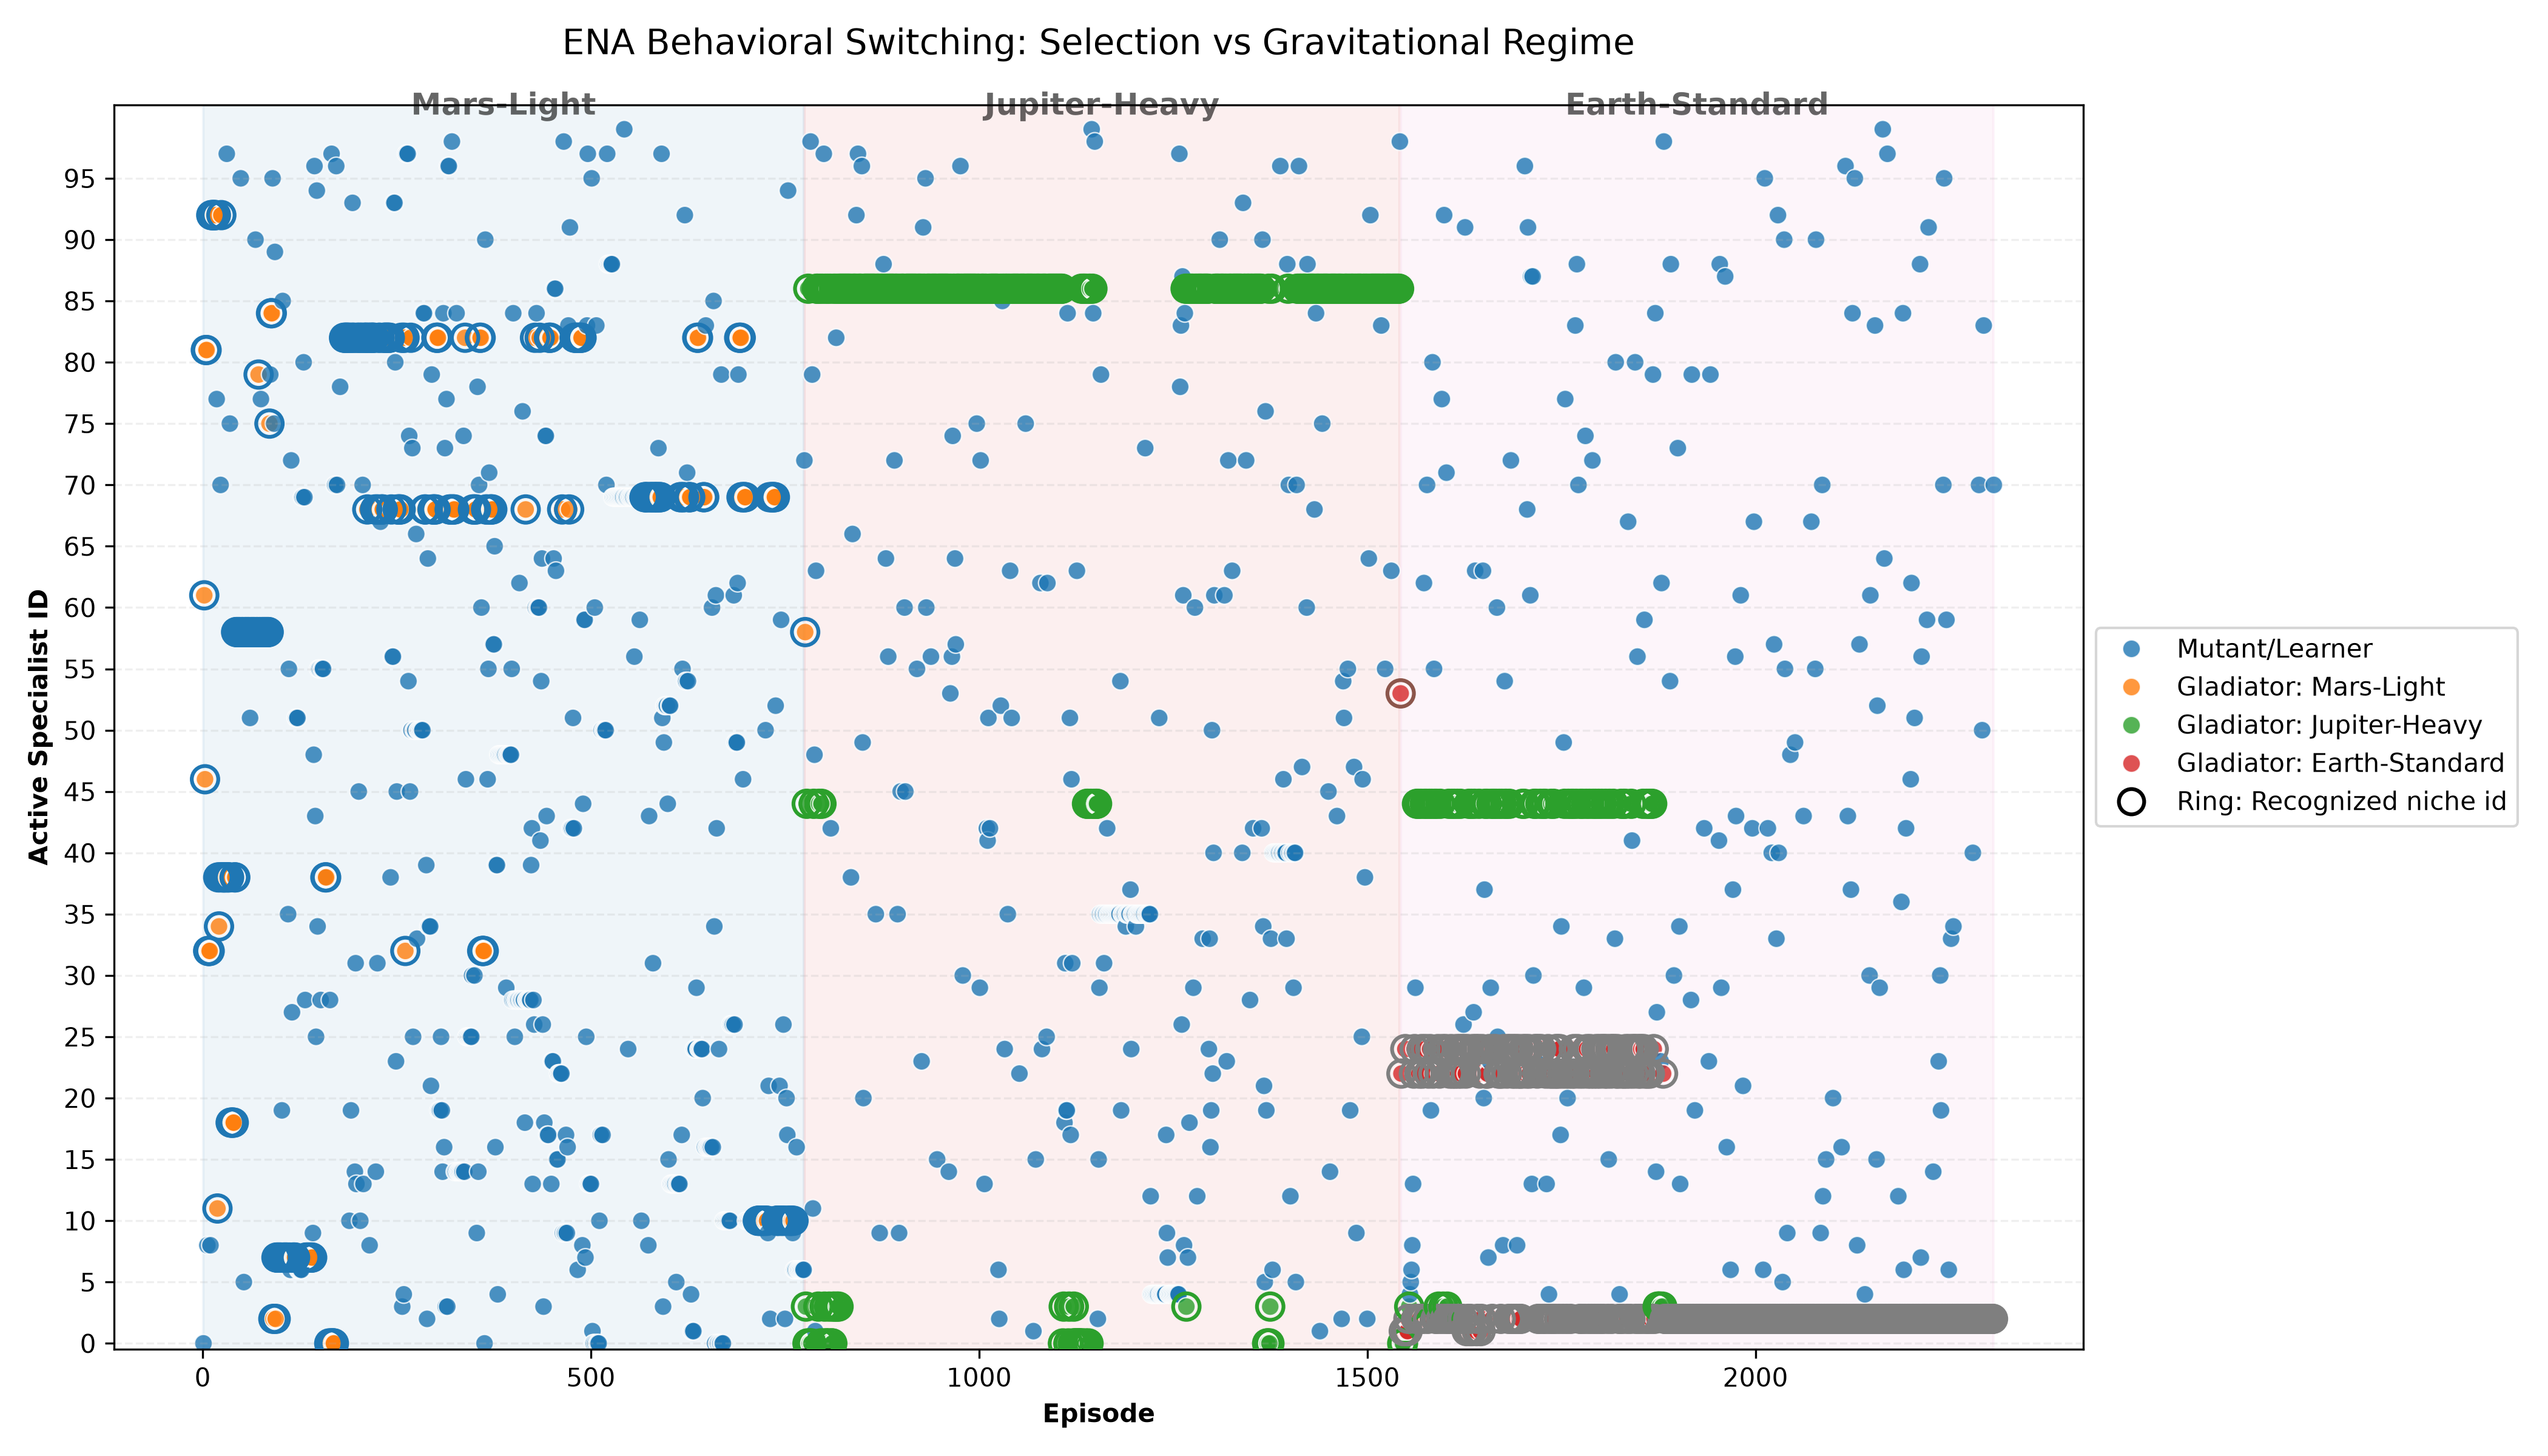 ENA Behavioral Switching: Selection vs Gravitational Regime
Mars-Light
Jupiter-Heavy
Earth-Standard
95
90
85
80
75
70
65
60
55
50
45
40
35
30
25
20
15
10
5
0
Active Specialist ID
0
500
1000
1500
2000
Episode
Mutant/Learner
Gladiator: Mars-Light
Gladiator: Jupiter-Heavy
Gladiator: Earth-Standard
Ring: Recognized niche id